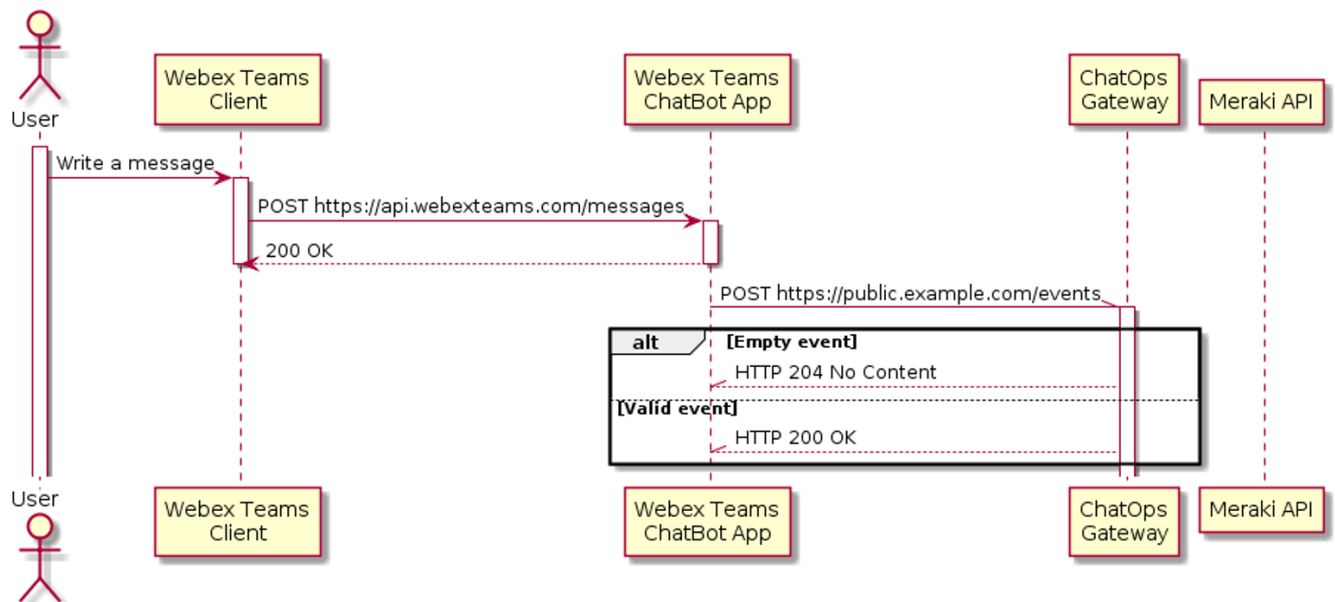 User
Webex Teams
Client
Webex Teams
ChatBot App
ChatOps
Gateway
Meraki API
Write a message
POST https://api.webexteams.com/messages
200 OK
POST https://public.example.com/events
alt
[Empty event]
HTTP 204 No Content
[Valid event]
HTTP 200 OK
User
Webex Teams
Client
Webex Teams
ChatBot App
ChatOps
Gateway
Meraki API